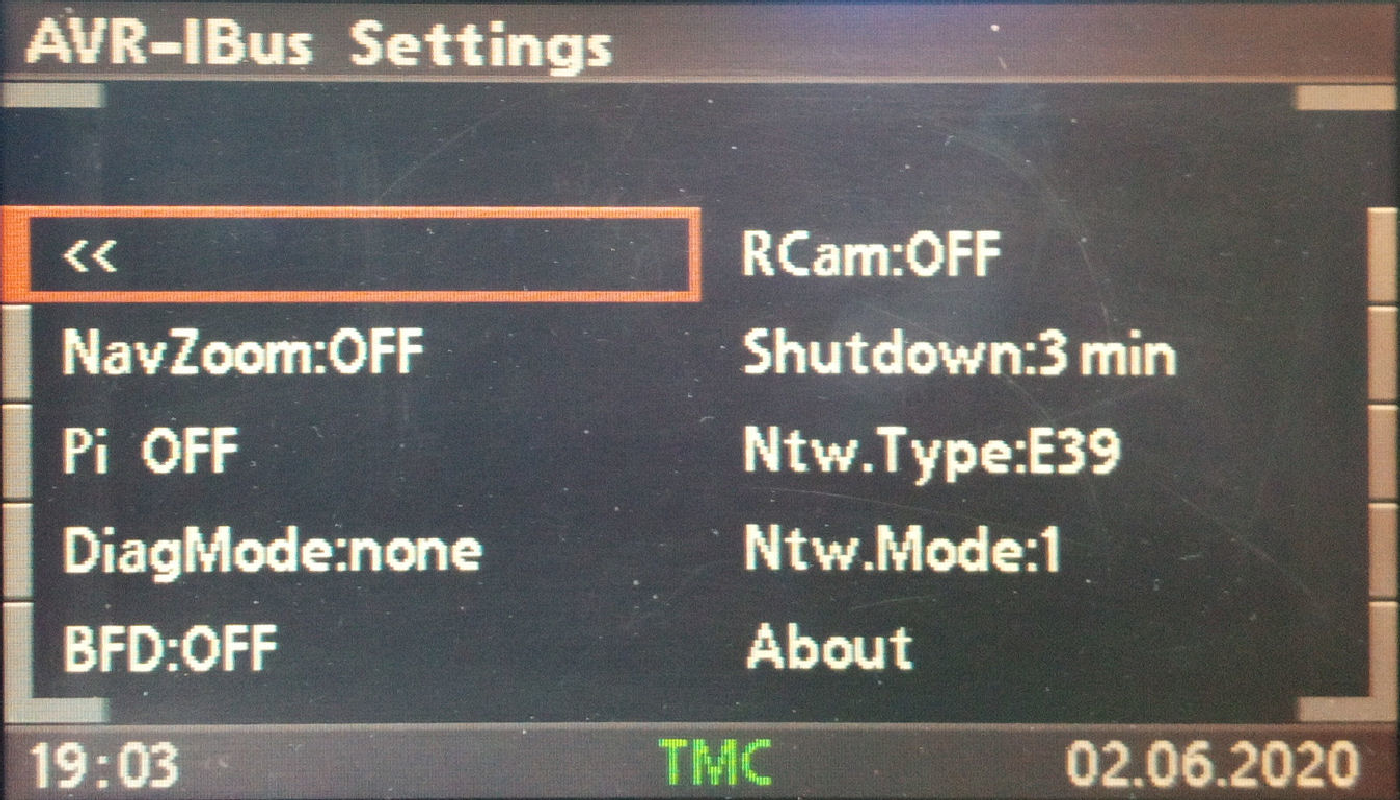 AVR-IBus Settings
<< RCam:OFF
NavZoom:OFF Shutdown:3 min
Pi OFF Ntw.Type:E39
DiagMode:none Ntw.Mode:1
BFD:OFF About
19:03 TMC 02.06.2020